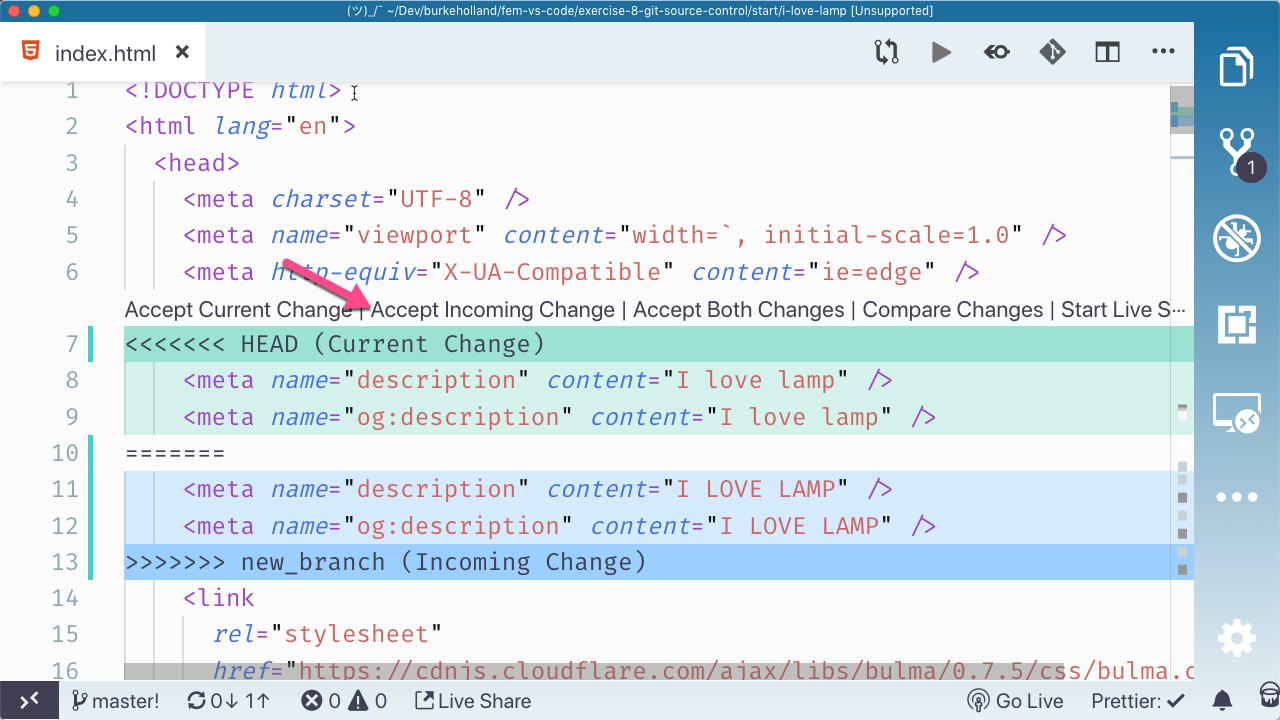 (ツ)_/¯ ~/Dev/burkeholland/fem-vs-code/exercise-8-git-source-control/start/i-love-lamp [Unsupported]
index.html
1 <!DOCTYPE html>
2 <html lang="en">
3 <head>
4 <meta charset="UTF-8" />
5 <meta name="viewport" content="width=`, initial-scale=1.0" />
6 <meta http-equiv="X-UA-Compatible" content="ie=edge" />
Accept Current Change | Accept Incoming Change | Accept Both Changes | Compare Changes | Start Live S…
7 <<<<<<< HEAD (Current Change)
8 <meta name="description" content="I love lamp" />
9 <meta name="og:description" content="I love lamp" />
10 =======
11 <meta name="description" content="I LOVE LAMP" />
12 <meta name="og:description" content="I LOVE LAMP" />
13 >>>>>>> new_branch (Incoming Change)
14 <link
15 rel="stylesheet"
16 href="https://cdnjs.cloudflare.com/ajax/libs/bulma/0.7.5/css/bulma.c
1
master! 0↓ 1↑ 0 0 Live Share Go Live Prettier: ✓